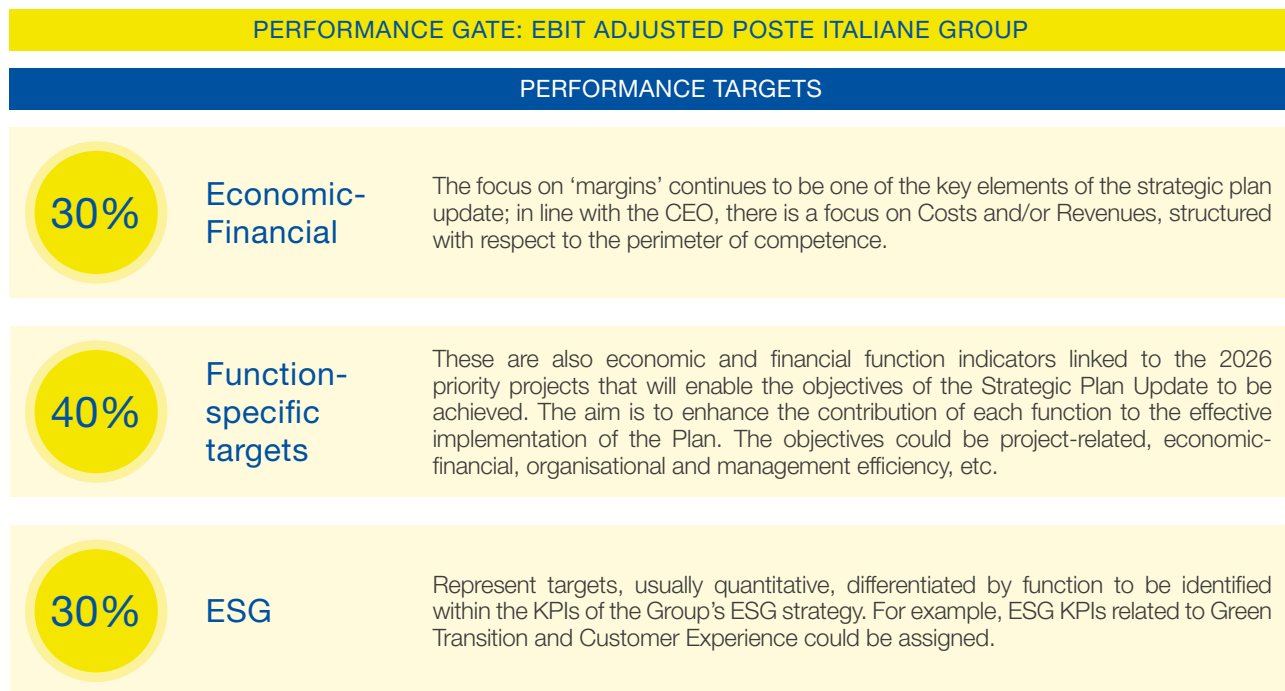 PERFORMANCE GATE: EBIT ADJUSTED POSTE ITALIANE GROUP
PERFORMANCE TARGETS
30%
Economic-
Financial
The focus on ‘margins’ continues to be one of the key elements of the strategic plan
update; in line with the CEO, there is a focus on Costs and/or Revenues, structured
with respect to the perimeter of competence.
40%
Function-
specific
targets
These are also economic and financial function indicators linked to the 2026
priority projects that will enable the objectives of the Strategic Plan Update to be
achieved. The aim is to enhance the contribution of each function to the effective
implementation of the Plan. The objectives could be project-related, economic-
financial, organisational and management efficiency, etc.
30%
ESG
Represent targets, usually quantitative, differentiated by function to be identified
within the KPIs of the Group’s ESG strategy. For example, ESG KPIs related to Green
Transition and Customer Experience could be assigned.